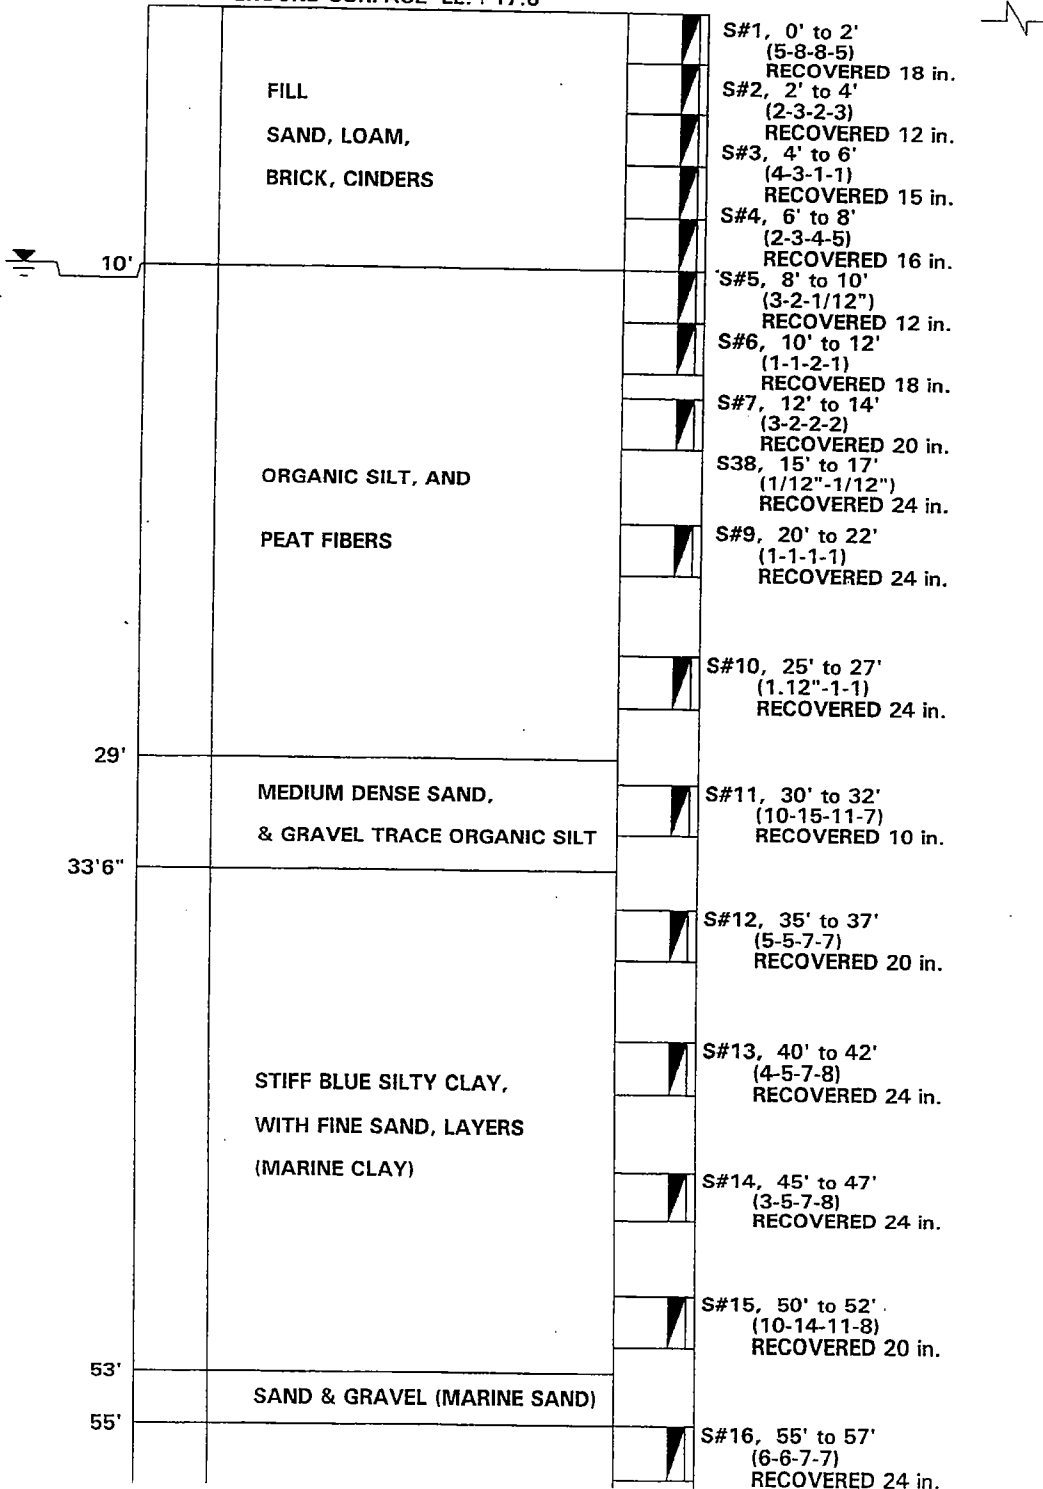 GROUND SURFACE EL.: 17.6
S#1, 0' to 2'
(5-8-8-5)
RECOVERED 18 in.
FILL
SAND, LOAM,
BRICK, CINDERS
S#2, 2' to 4'
(2-3-2-3)
RECOVERED 12 in.
S#3, 4' to 6'
(4-3-1-1)
RECOVERED 15 in.
S#4, 6' to 8'
(2-3-4-5)
RECOVERED 16 in.
10'
S#5, 8' to 10'
(3-2-1/12")
RECOVERED 12 in.
S#6, 10' to 12'
(1-1-2-1)
RECOVERED 18 in.
S#7, 12' to 14'
(3-2-2-2)
RECOVERED 20 in.
ORGANIC SILT, AND
PEAT FIBERS
S38, 15' to 17'
(1/12"-1/12")
RECOVERED 24 in.
S#9, 20' to 22'
(1-1-1-1)
RECOVERED 24 in.
S#10, 25' to 27'
(1.12"-1-1)
RECOVERED 24 in.
29'
MEDIUM DENSE SAND,
& GRAVEL TRACE ORGANIC SILT
S#11, 30' to 32'
(10-15-11-7)
RECOVERED 10 in.
33'6"
S#12, 35' to 37'
(5-5-7-7)
RECOVERED 20 in.
S#13, 40' to 42'
(4-5-7-8)
RECOVERED 24 in.
STIFF BLUE SILTY CLAY,
WITH FINE SAND, LAYERS
(MARINE CLAY)
S#14, 45' to 47'
(3-5-7-8)
RECOVERED 24 in.
S#15, 50' to 52'
(10-14-11-8)
RECOVERED 20 in.
53'
SAND & GRAVEL (MARINE SAND)
55'
S#16, 55' to 57'
(6-6-7-7)
RECOVERED 24 in.